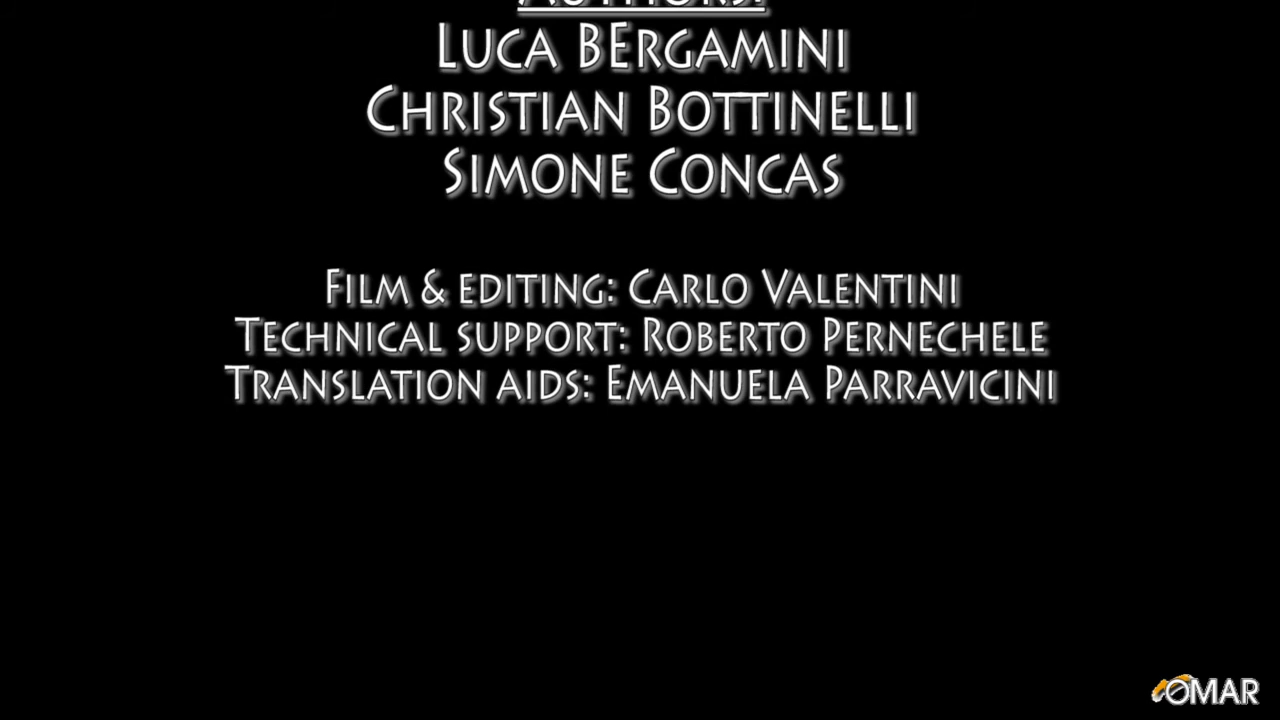 Authors:
Luca Bergamini
Christian Bottinelli
Simone Concas
Film & editing: Carlo Valentini
Technical support: Roberto Pernechele
Translation aids: Emanuela Parravicini
OMAR